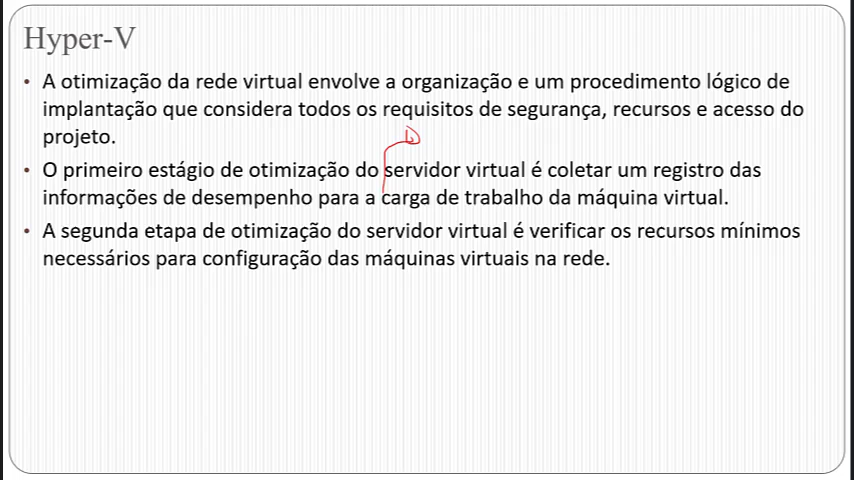 Hyper-V
• A otimização da rede virtual envolve a organização e um procedimento lógico de
implantação que considera todos os requisitos de segurança, recursos e acesso do
projeto.
• O primeiro estágio de otimização do servidor virtual é coletar um registro das
informações de desempenho para a carga de trabalho da máquina virtual.
• A segunda etapa de otimização do servidor virtual é verificar os recursos mínimos
necessários para configuração das máquinas virtuais na rede.